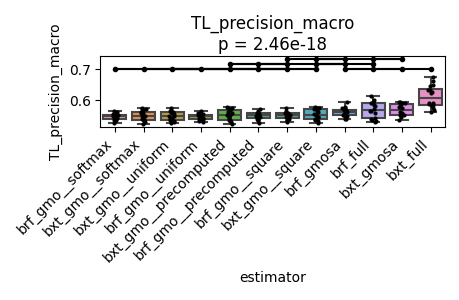 TL_precision_macro
p = 2.46e-18
TL_precision_macro
0.7
0.6
brf_gmo__softmax
bxt_gmo__softmax
bxt_gmo__uniform
brf_gmo__uniform
bxt_gmo__precomputed
brf_gmo__precomputed
brf_gmo__square
bxt_gmo__square
brf_gmosa
brf_full
bxt_gmosa
bxt_full
estimator